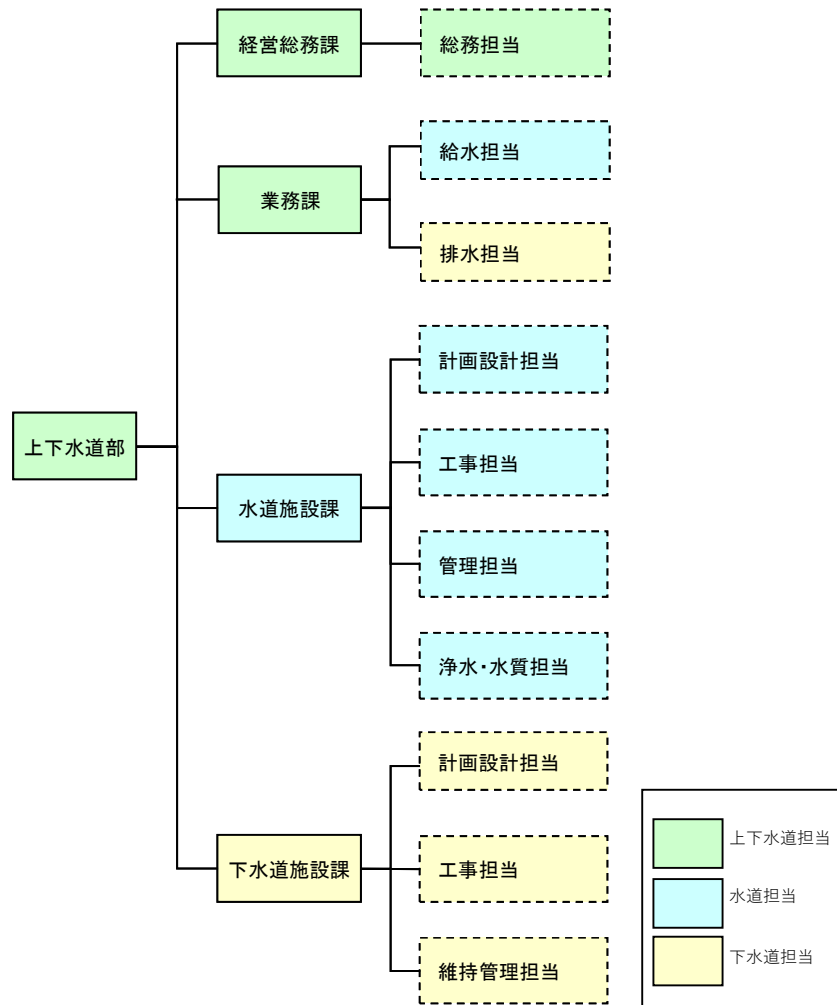 経営総務課
総務担当
給水担当
業務課
排水担当
計画設計担当
上下水道部
工事担当
水道施設課
管理担当
浄水・水質担当
計画設計担当
下水道施設課
工事担当
維持管理担当
上下水道担当
水道担当
下水道担当